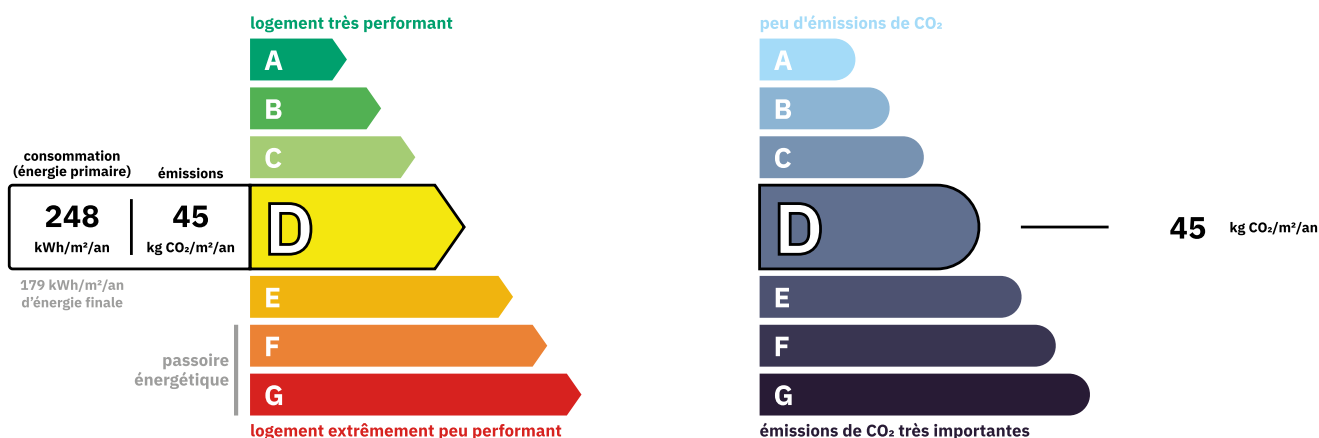 logement très performant
A
B
C
consommation
(énergie primaire)
émissions
248
kWh/m²/an
45
kg CO₂/m²/an
D
179 kWh/m²/an
d'énergie finale
E
F
G
passoire
énergétique
logement extrêmement peu performant
peu d'émissions de CO₂
A
B
C
D
45 kg CO₂/m²/an
E
F
G
émissions de CO₂ très importantes